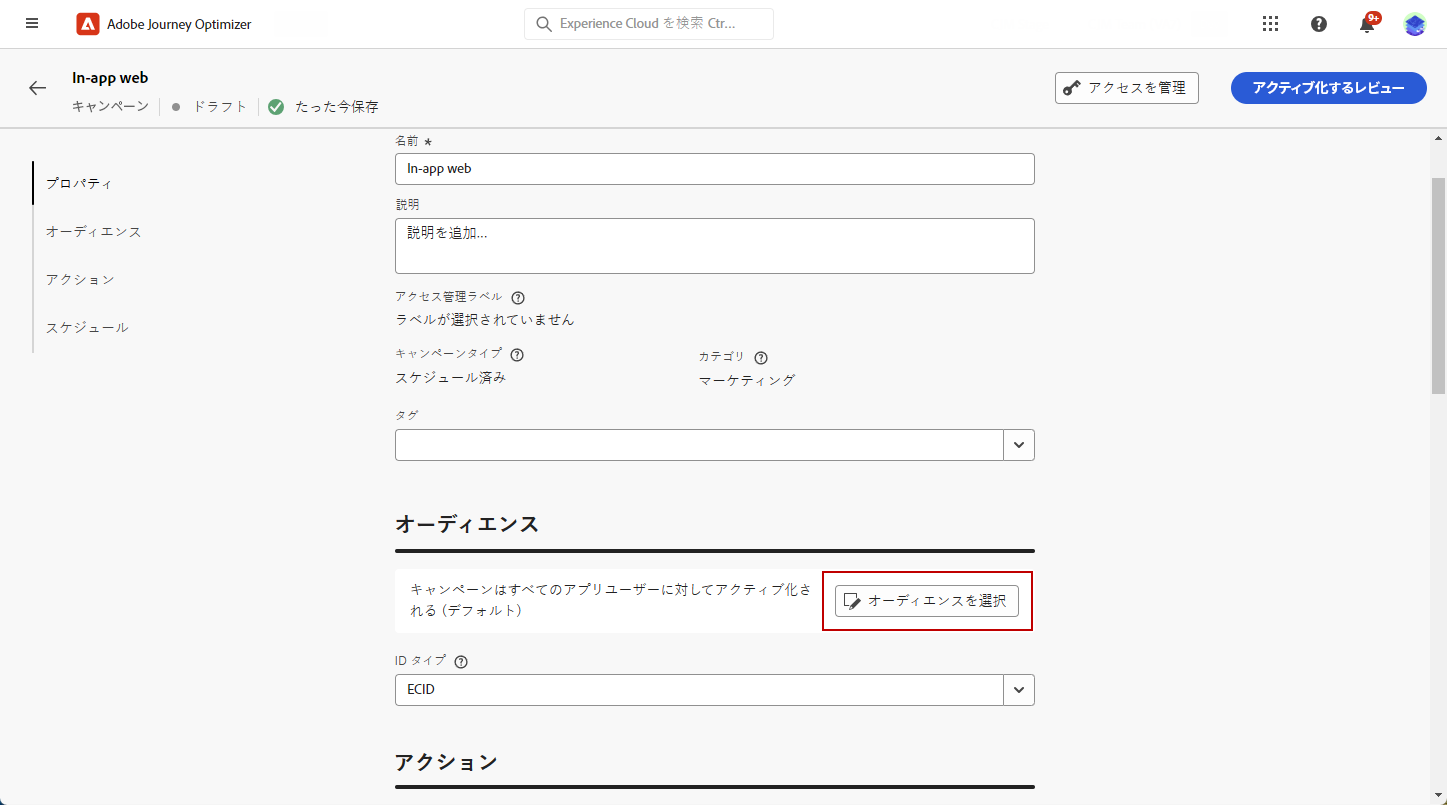 Adobe Journey Optimizer
Experience Cloud を検索 Ctr...
9+
In-app web
キャンペーン
ドラフト
たった今保存
アクセスを管理
アクティブ化するレビュー
プロパティ
オーディエンス
アクション
スケジュール
名前 *
In-app web
説明
説明を追加...
アクセス管理ラベル
ラベルが選択されていません
キャンペーンタイプ
スケジュール済み
カテゴリ
マーケティング
タグ
オーディエンス
キャンペーンはすべてのアプリユーザーに対してアクティブ化さ
れる (デフォルト)
オーディエンスを選択
ID タイプ
ECID
アクション